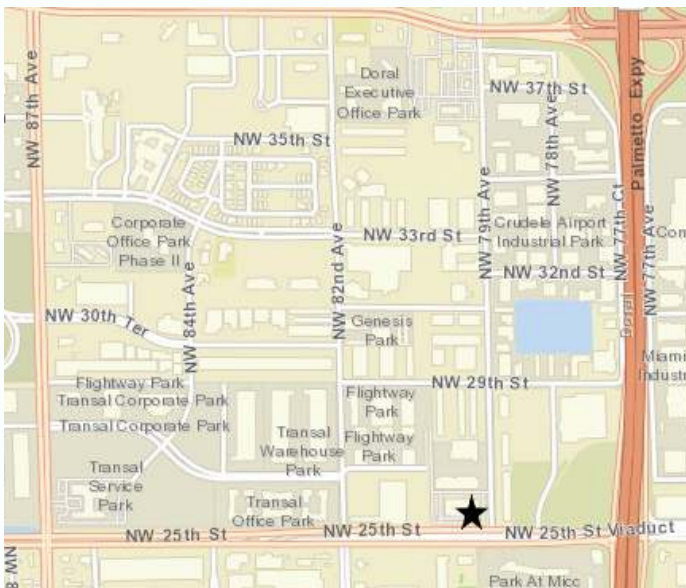 NW 37th St
Doral
Executive
Office Park
Palmetto Expy
NW 87th Ave
NW 78th Ave
NW 35th St
NW 79th Ave
NW 77th Ct
NW 77th Ave
Corporate
Office Park
Phase II
NW 33rd St
Crudele Airport
Industrial Park
NW 82nd Ave
NW 84th Ave
NW 32nd St
NW 30th Ter
Genesis
Park
Doral
Miami
NW 29th St
Flightway Park
Transal Corporate Park
Transal Corporate Park
Flightway
Park
Flightway
Park
Transal
Warehouse
Park
Transal
Service
Park
Transal
Office Park
NW 25th St
NW 25th St
NW 25th St Viaduct
Park At Micc